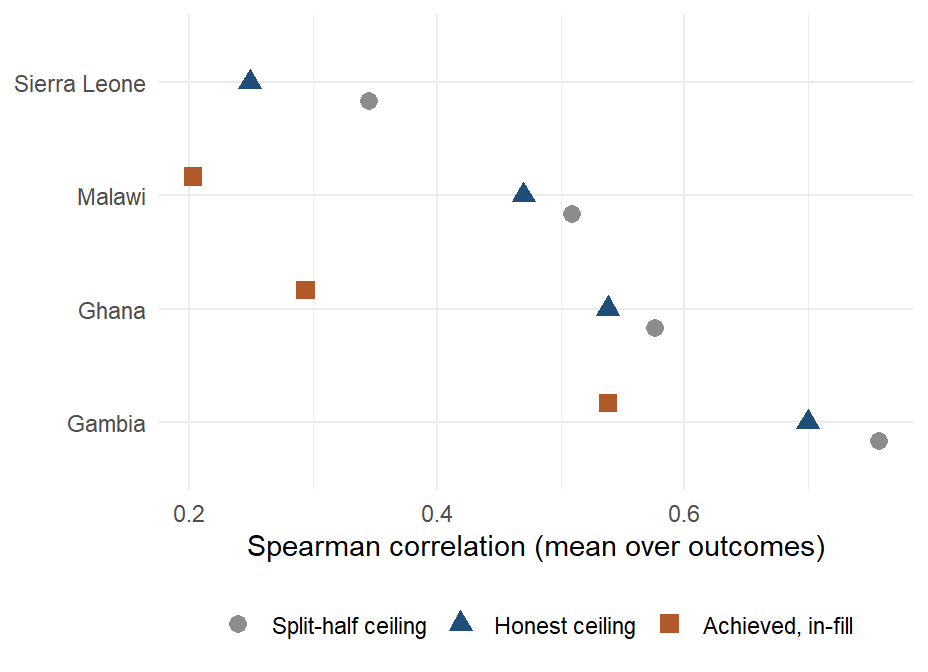 Sierra Leone
Malawi
Ghana
Gambia
0.2 0.4 0.6
Spearman correlation (mean over outcomes)
Split-half ceiling Honest ceiling Achieved, in-fill